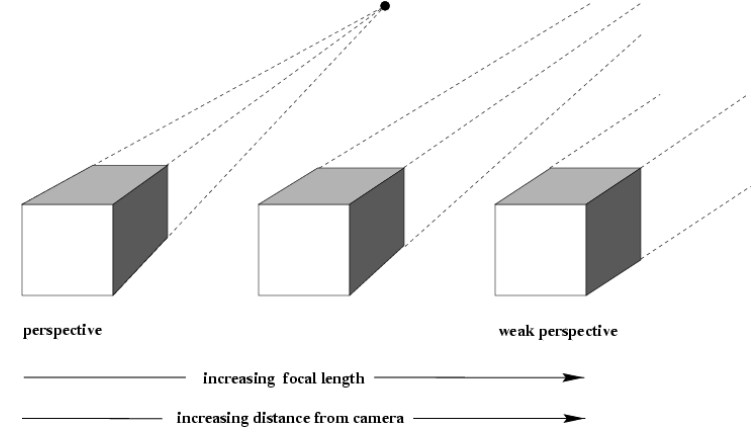 perspective
weak perspective
increasing focal length
increasing distance from camera